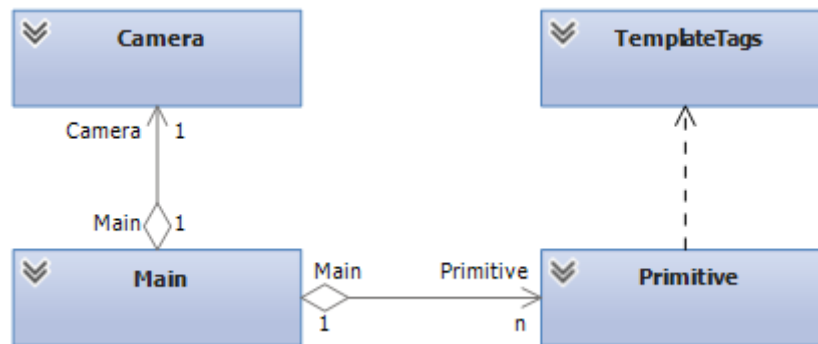 Camera
TemplateTags
Camera
1
Main
1
Main
Main
Primitive
Primitive
1
n